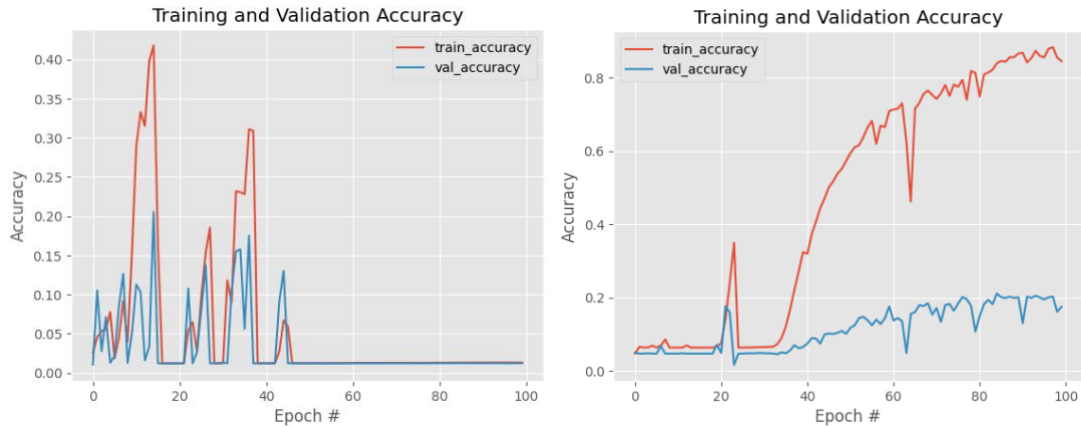 Training and Validation Accuracy
train_accuracy
val_accuracy
0.40
0.35
0.30
0.25
0.20
0.15
0.10
0.05
0.00
Accuracy
0 20 40 60 80 100
Epoch #
Training and Validation Accuracy
train_accuracy
val_accuracy
0.8
0.6
0.4
0.2
0.0
Accuracy
0 20 40 60 80 100
Epoch #